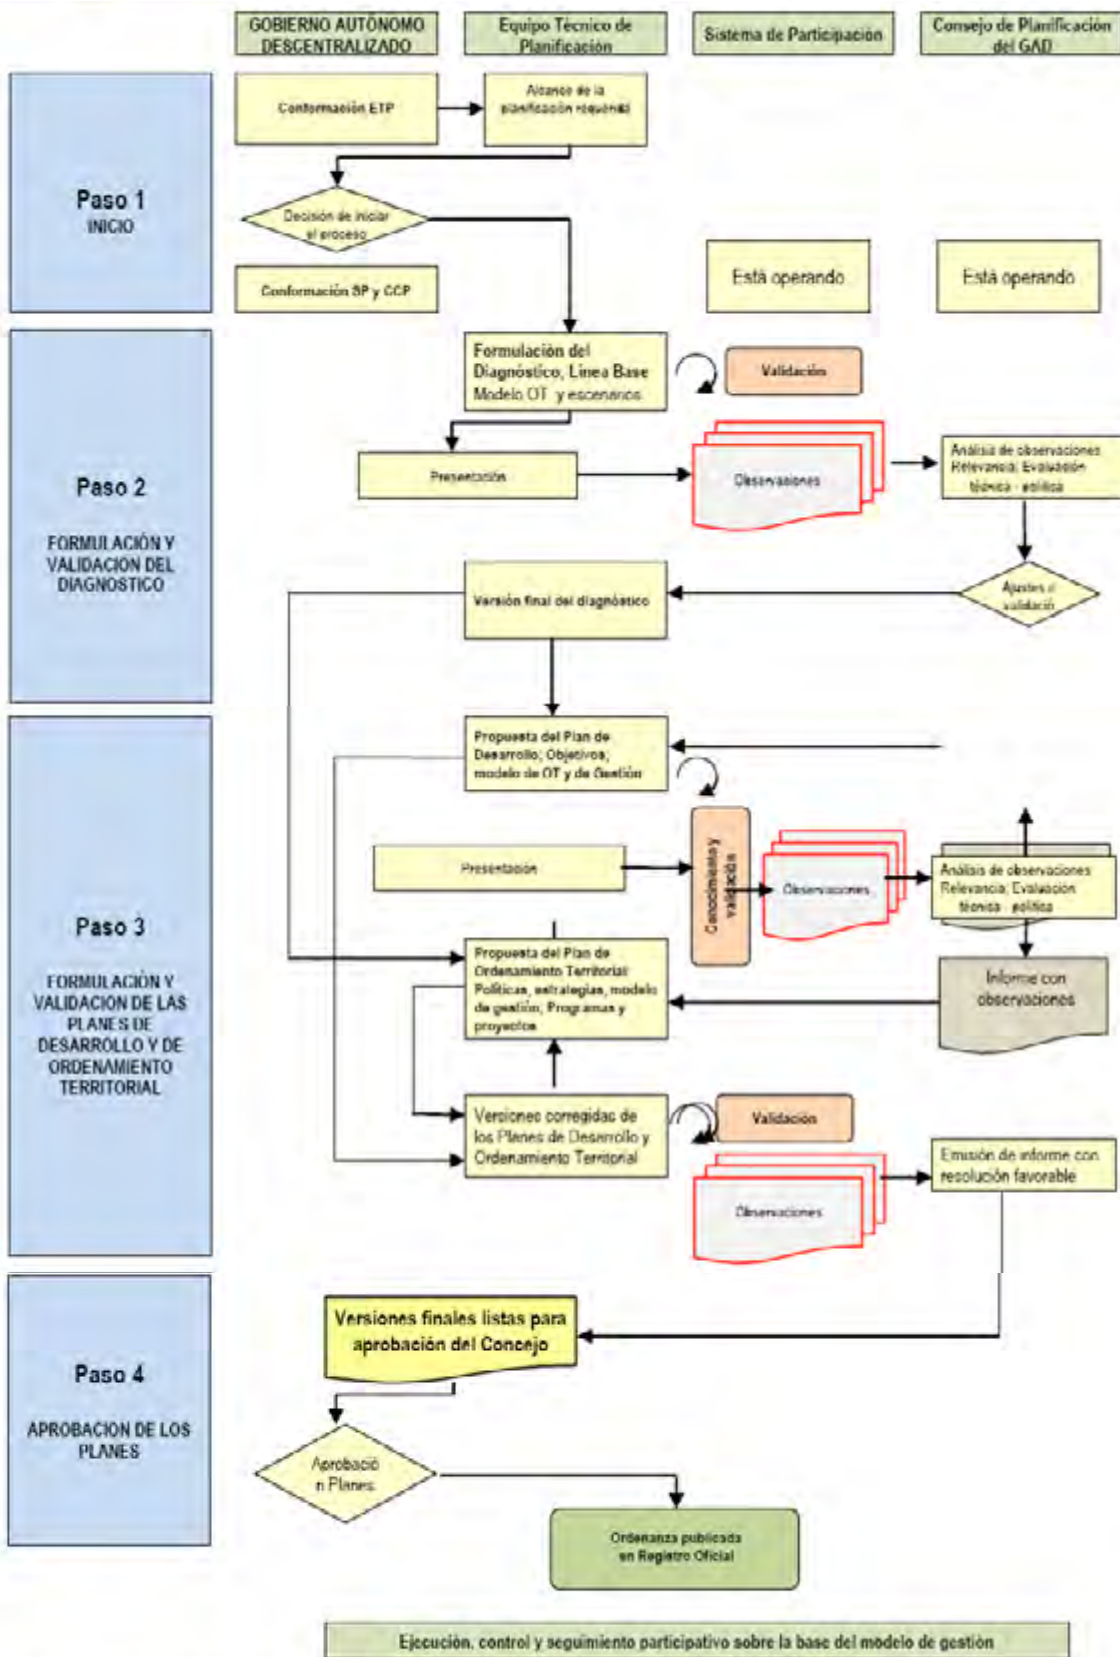 GOBIERNO AUTÓNOMO
DESCENTRALIZADO
Equipo Técnico de
Planificación
Sistema de Participación
Consejo de Planificación
del GAD
Paso 1
INICIO
Conformación ETP
Alcance de la
planificación requerida
Decisión de iniciar
el proceso
Conformación SP y CCP
Está operando
Está operando
Paso 2
FORMULACIÓN Y
VALIDACION DEL
DIAGNOSTICO
Formulación del
Diagnóstico, Linea Base
Modelo OT y escenarios
Validación
Presentación
Observaciones
Análisis de observaciones
Relevancia; Evaluación
técnica - política
Ajustes o
validació
Versión final del diagnóstico
Paso 3
FORMULACIÓN Y
VALIDACION DE LAS
PLANES DE
DESARROLLO Y DE
ORDENAMIENTO
TERRITORIAL
Propuesta del Plan de
Desarrollo; Objetivos;
modelo de OT y de Gestión
Presentación
Conocimiento y
validación
Observaciones
Análisis de observaciones
Relevancia; Evaluación
técnica - política
Propuesta del Plan de
Ordenamiento Territorial
Políticas, estrategias, modelo
de gestión; Programas y
proyectos
Informe con
observaciones
Versiones corregidas de
los Planes de Desarrollo y
Ordenamiento Territorial
Validación
Observaciones
Emisión de informe con
resolución favorable
Paso 4
APROBACION DE LOS
PLANES
Versiones finales listas para
aprobación del Concejo
Aprobació
n Planes
Ordenanza publicada
en Registro Oficial
Ejecución, control y seguimiento participativo sobre la base del modelo de gestión